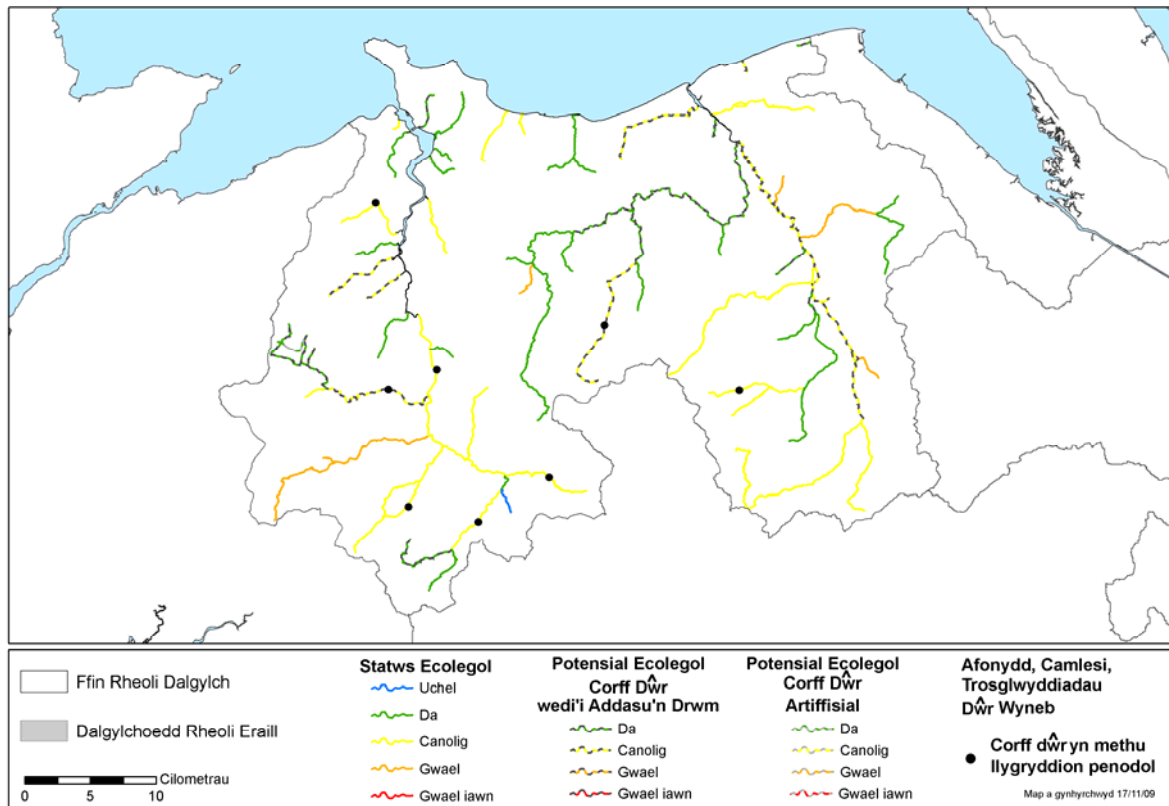 Ffin Rheoli Dalgylch
Dalgylchoedd Rheoli Eraill
Cilometrau
0 5 10
Statws Ecolegol
Uchel
Da
Canolig
Gwael
Gwael iawn
Potensial Ecolegol
Corff Dŵr
wedi'i Addasu'n Drwm
Da
Canolig
Gwael
Gwael iawn
Potensial Ecolegol
Corff Dŵr
Artiffisial
Da
Canolig
Gwael
Gwael iawn
Afonydd, Camlesi,
Trosglwyddiadau
Dŵr Wyneb
Corff dŵr yn methu
llygryddion penodol
Map a gynhyrchwyd 17/11/09